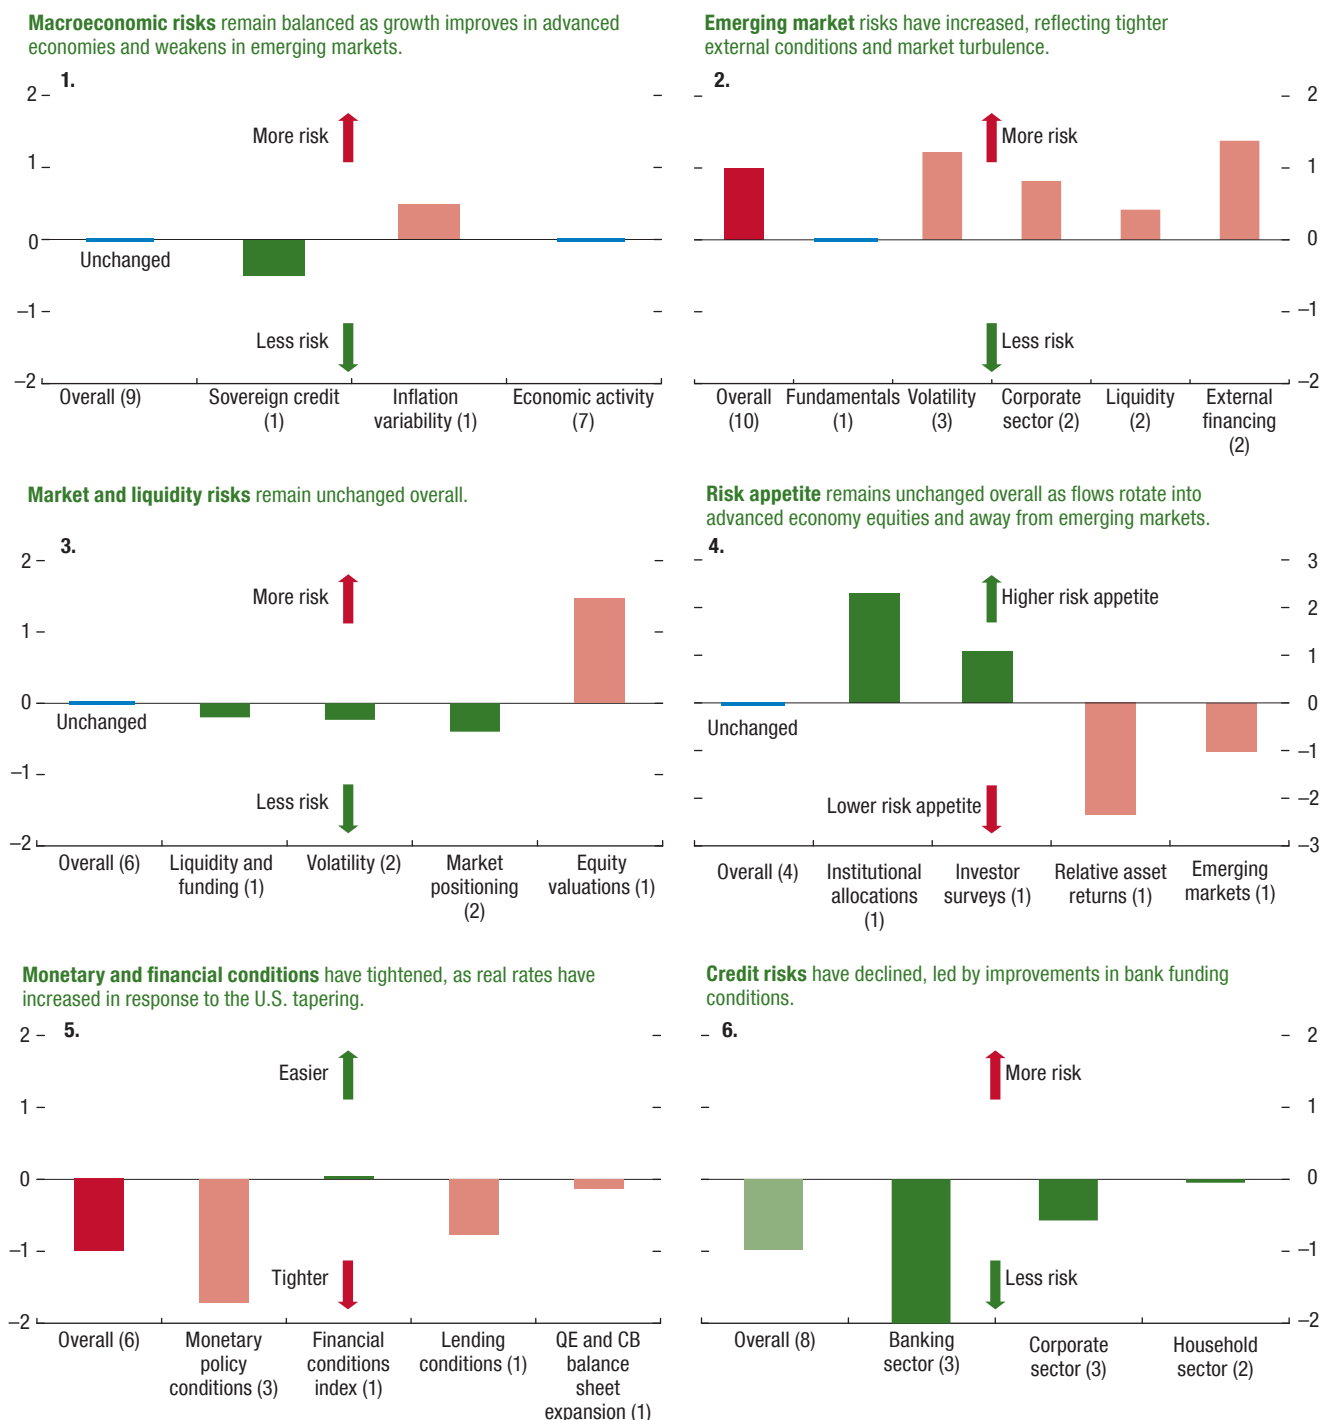 Macroeconomic risks remain balanced as growth improves in advanced
economies and weakens in emerging markets.
1.
2
1
0
–1
–2
More risk
Unchanged
Less risk
Overall (9)
Sovereign credit
(1)
Inflation
variability (1)
Economic activity
(7)
Emerging market risks have increased, reflecting tighter
external conditions and market turbulence.
2.
2
1
0
–1
–2
More risk
Less risk
Overall
(10)
Fundamentals
(1)
Volatility
(3)
Corporate
sector (2)
Liquidity
(2)
External
financing
(2)
Market and liquidity risks remain unchanged overall.
3.
2
1
0
–1
–2
More risk
Unchanged
Less risk
Overall (6)
Liquidity and
funding (1)
Volatility (2)
Market
positioning
(2)
Equity
valuations (1)
Risk appetite remains unchanged overall as flows rotate into
advanced economy equities and away from emerging markets.
4.
3
2
1
0
–1
–2
–3
Higher risk appetite
Unchanged
Lower risk appetite
Overall (4)
Institutional
allocations
(1)
Investor
surveys (1)
Relative asset
returns (1)
Emerging
markets (1)
Monetary and financial conditions have tightened, as real rates have
increased in response to the U.S. tapering.
5.
2
1
0
–1
–2
Easier
Tighter
Overall (6)
Monetary
policy
conditions (3)
Financial
conditions
index (1)
Lending
conditions (1)
QE and CB
balance
sheet
expansion (1)
Credit risks have declined, led by improvements in bank funding
conditions.
6.
2
1
0
–1
–2
More risk
Less risk
Overall (8)
Banking
sector (3)
Corporate
sector (3)
Household
sector (2)